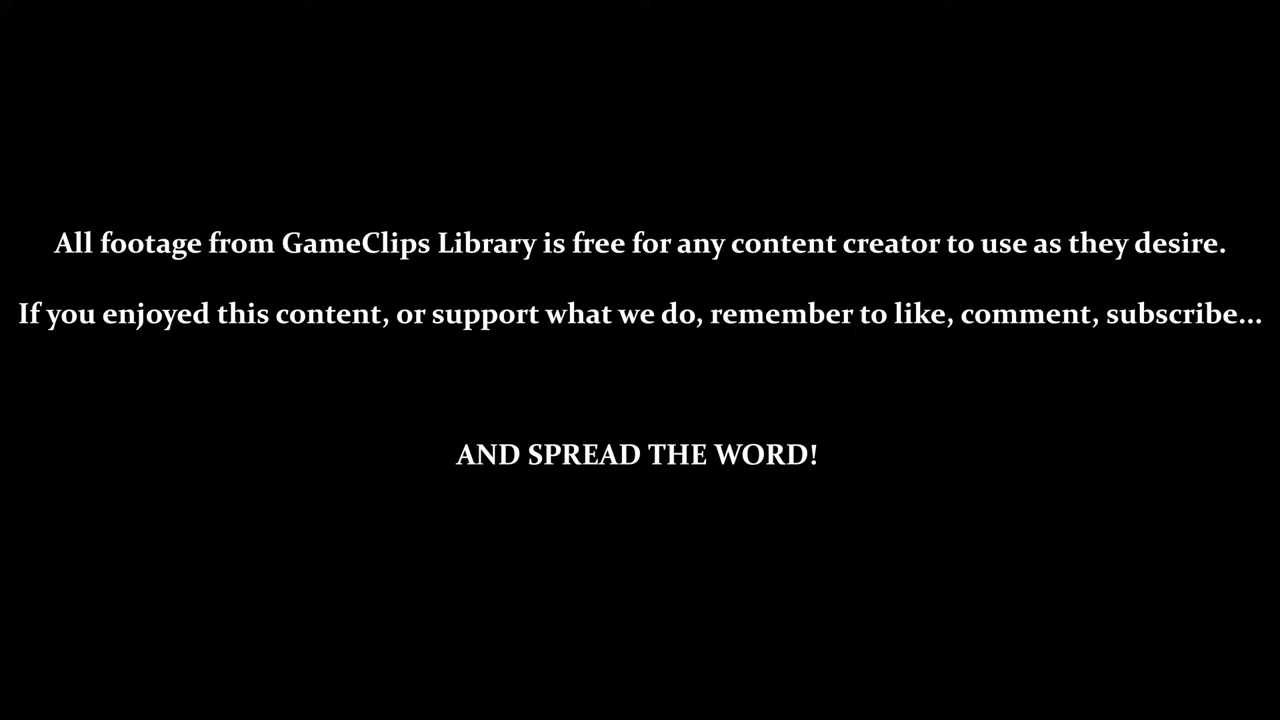 All footage from GameClips Library is free for any content creator to use as they desire.
If you enjoyed this content, or support what we do, remember to like, comment, subscribe...
AND SPREAD THE WORD!